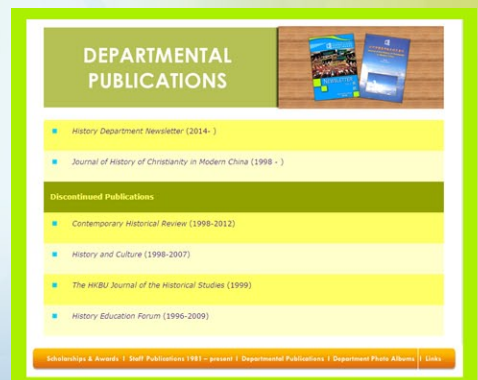 DEPARTMENTAL
PUBLICATIONS
History Department Newsletter (2014- )
Journal of History of Christianity in Modern China (1998 - )
Discontinued Publications
Contemporary Historical Review (1998-2012)
History and Culture (1998-2007)
The HKBU Journal of the Historical Studies (1999)
History Education Forum (1996-2009)
Scholarships & Awards I Staff Publications 1981 – present I Departmental Publications I Department Photo Albums I Links